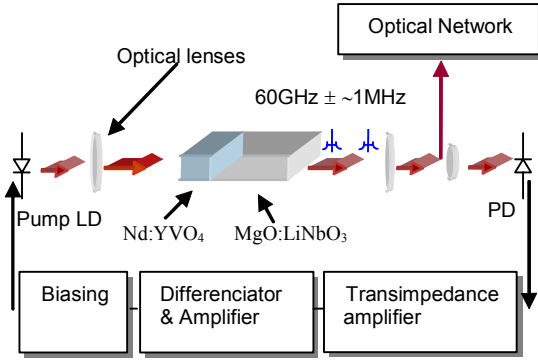 Optical Network
Optical lenses
60GHz ± ~1MHz
Pump LD
PD
Nd:YVO4
MgO:LiNbO3
Biasing
Differenciator
& Amplifier
Transimpedance
amplifier